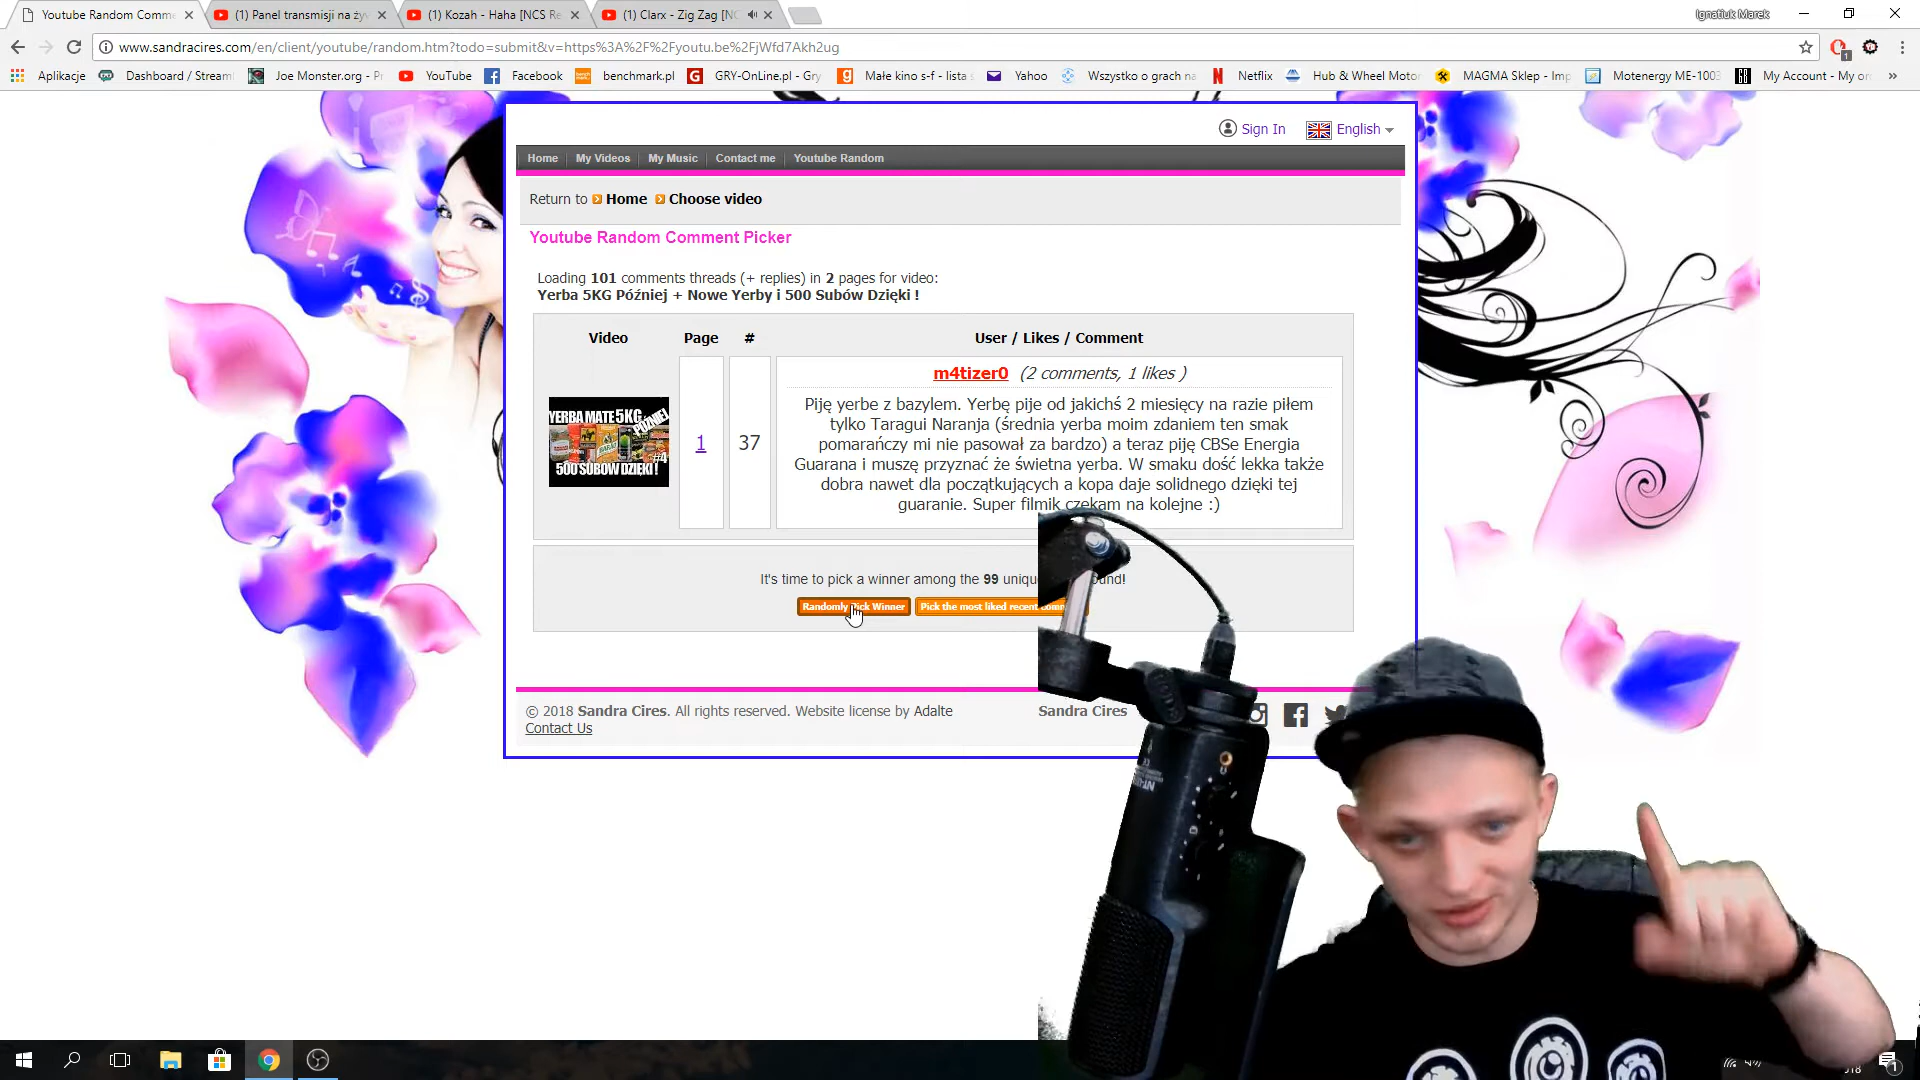 Youtube Random Comme
(1) Panel transmisji na ży
(1) Kozah - Haha [NCS Re
(1) Clarx - Zig Zag [N
Ignatiuk Marek
www.sandracires.com/en/client/youtube/random.htm?todo=submit&v=https%3A%2F%2Fyoutu.be%2FjWfd7Akh2ug
Aplikacje
Dashboard / Stream
Joe Monster.org - P
YouTube
Facebook
benchmark.pl
GRY-OnLine.pl - Gry
Małe kino s-f - lista
Yahoo
Wszystko o grach na
Netflix
Hub & Wheel Motor
MAGMA Sklep - Imp
Motenergy ME-1003
My Account - My or
Sign In
English
Home
My Videos
My Music
Contact me
Youtube Random
Return to Home Choose video
Youtube Random Comment Picker
Loading 101 comments threads (+ replies) in 2 pages for video:
Yerba 5KG Później + Nowe Yerby i 500 Subów Dzięki !
Video
Page
#
User / Likes / Comment
YERBA MATE 5KG
PÓŹNIEJ
#4
500 SUBÓW DZIĘKI!
1
37
m4tizer0 (2 comments, 1 likes )
Piję yerbe z bazylem. Yerbę pije od jakichś 2 miesięcy na razie piłem
tylko Taragui Naranja (średnia yerba moim zdaniem ten smak
pomarańczy mi nie pasował za bardzo) a teraz piję CBSe Energia
Guarana i muszę przyznać że świetna yerba. W smaku dość lekka także
dobra nawet dla początkujących a kopa daje solidnego dzięki tej
guaranie. Super filmik czekam na kolejne :)
It's time to pick a winner among the 99 uniqu
Randomly Pick Winner
Pick the most liked recent com
© 2018 Sandra Cires. All rights reserved. Website license by Adalte
Contact Us
Sandra Cires